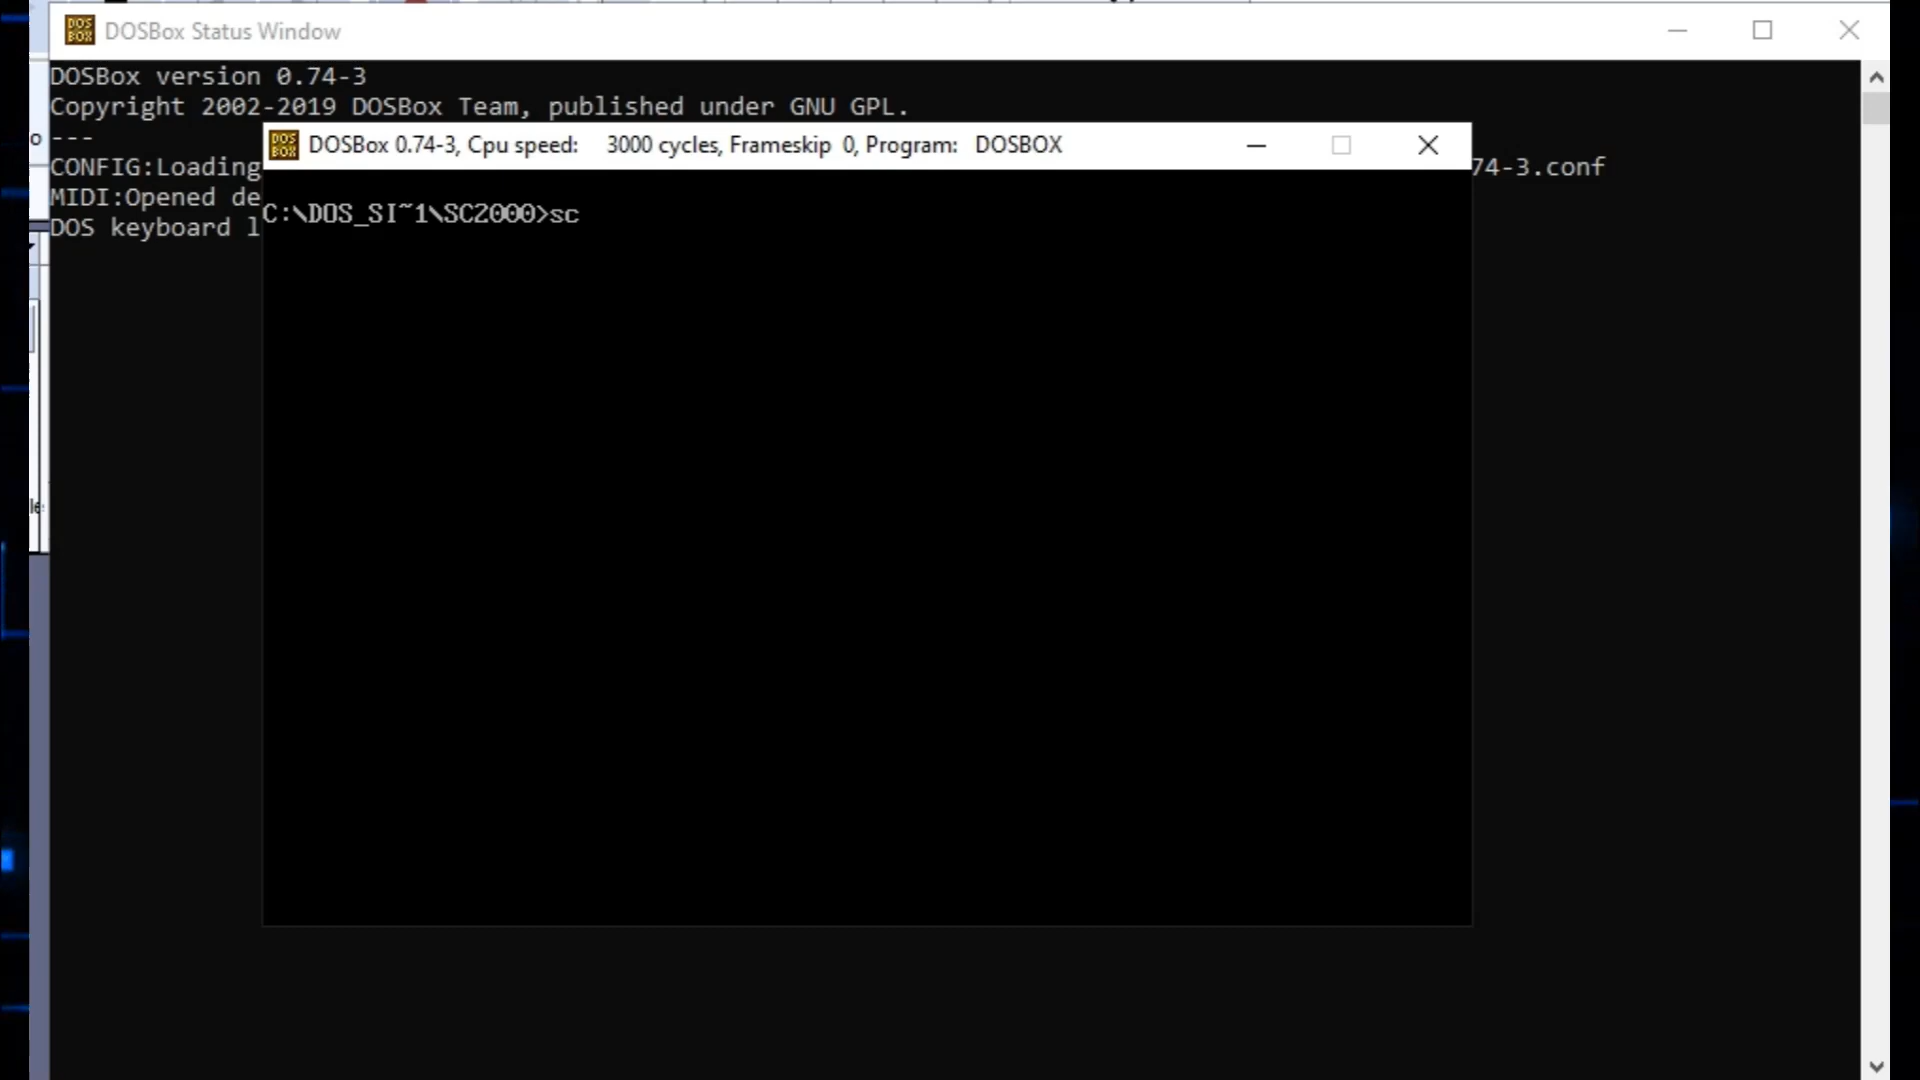 DOSBox Status Window
DOSBox version 0.74-3
Copyright 2002-2019 DOSBox Team, published under GNU GPL.
---
DOSBox 0.74-3, Cpu speed: 3000 cycles, Frameskip 0, Program: DOSBOX
CONFIG:Loading 74-3.conf
MIDI:Opened de
C:\DOS_SI~1\SC2000>sc
DOS keyboard l